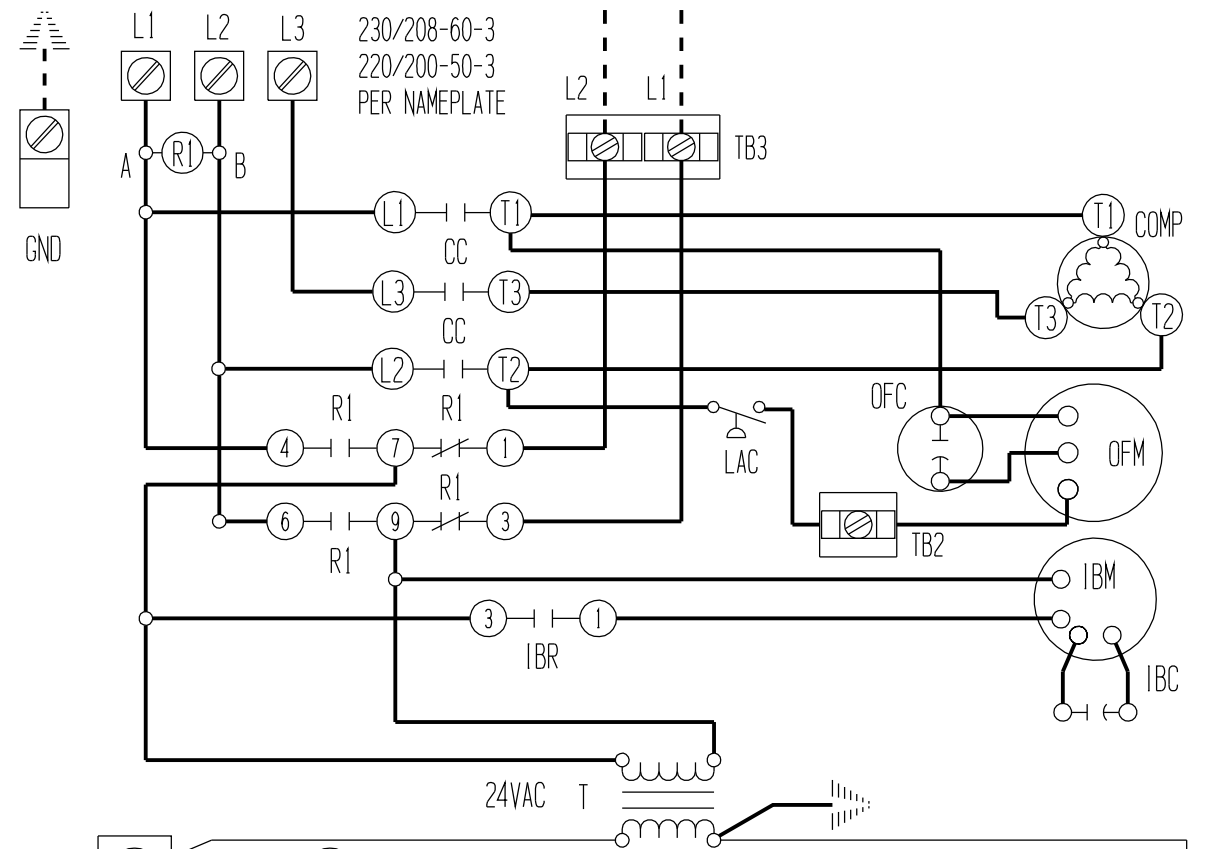 L1 L2 L3
230/208-60-3
220/200-50-3
PER NAMEPLATE
GND
A R1 B
L2 L1
TB3
L1 T1
CC
T1 COMP
L3 T3
CC
T3 T2
L2 T2
R1 R1
4 7 1
R1
6 9 3
R1
LAC
OFC
OFM
TB2
IBM
3 1
IBR
IBC
24VAC T